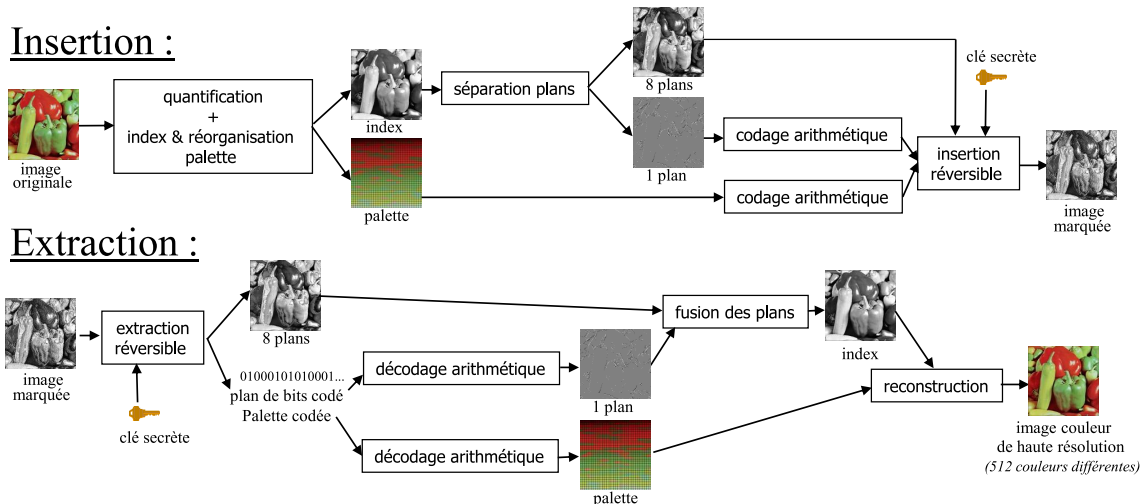 Insertion :
image
originale
quantification
+
index & réorganisation
palette
index
palette
séparation plans
8 plans
1 plan
codage arithmétique
codage arithmétique
clé secrète
insertion
réversible
image
marquée
Extraction :
image
marquée
extraction
réversible
clé secrète
8 plans
01000101010001...
plan de bits codé
Palette codée
décodage arithmétique
décodage arithmétique
1 plan
palette
fusion des plans
index
reconstruction
image couleur
de haute résolution
(512 couleurs différentes)